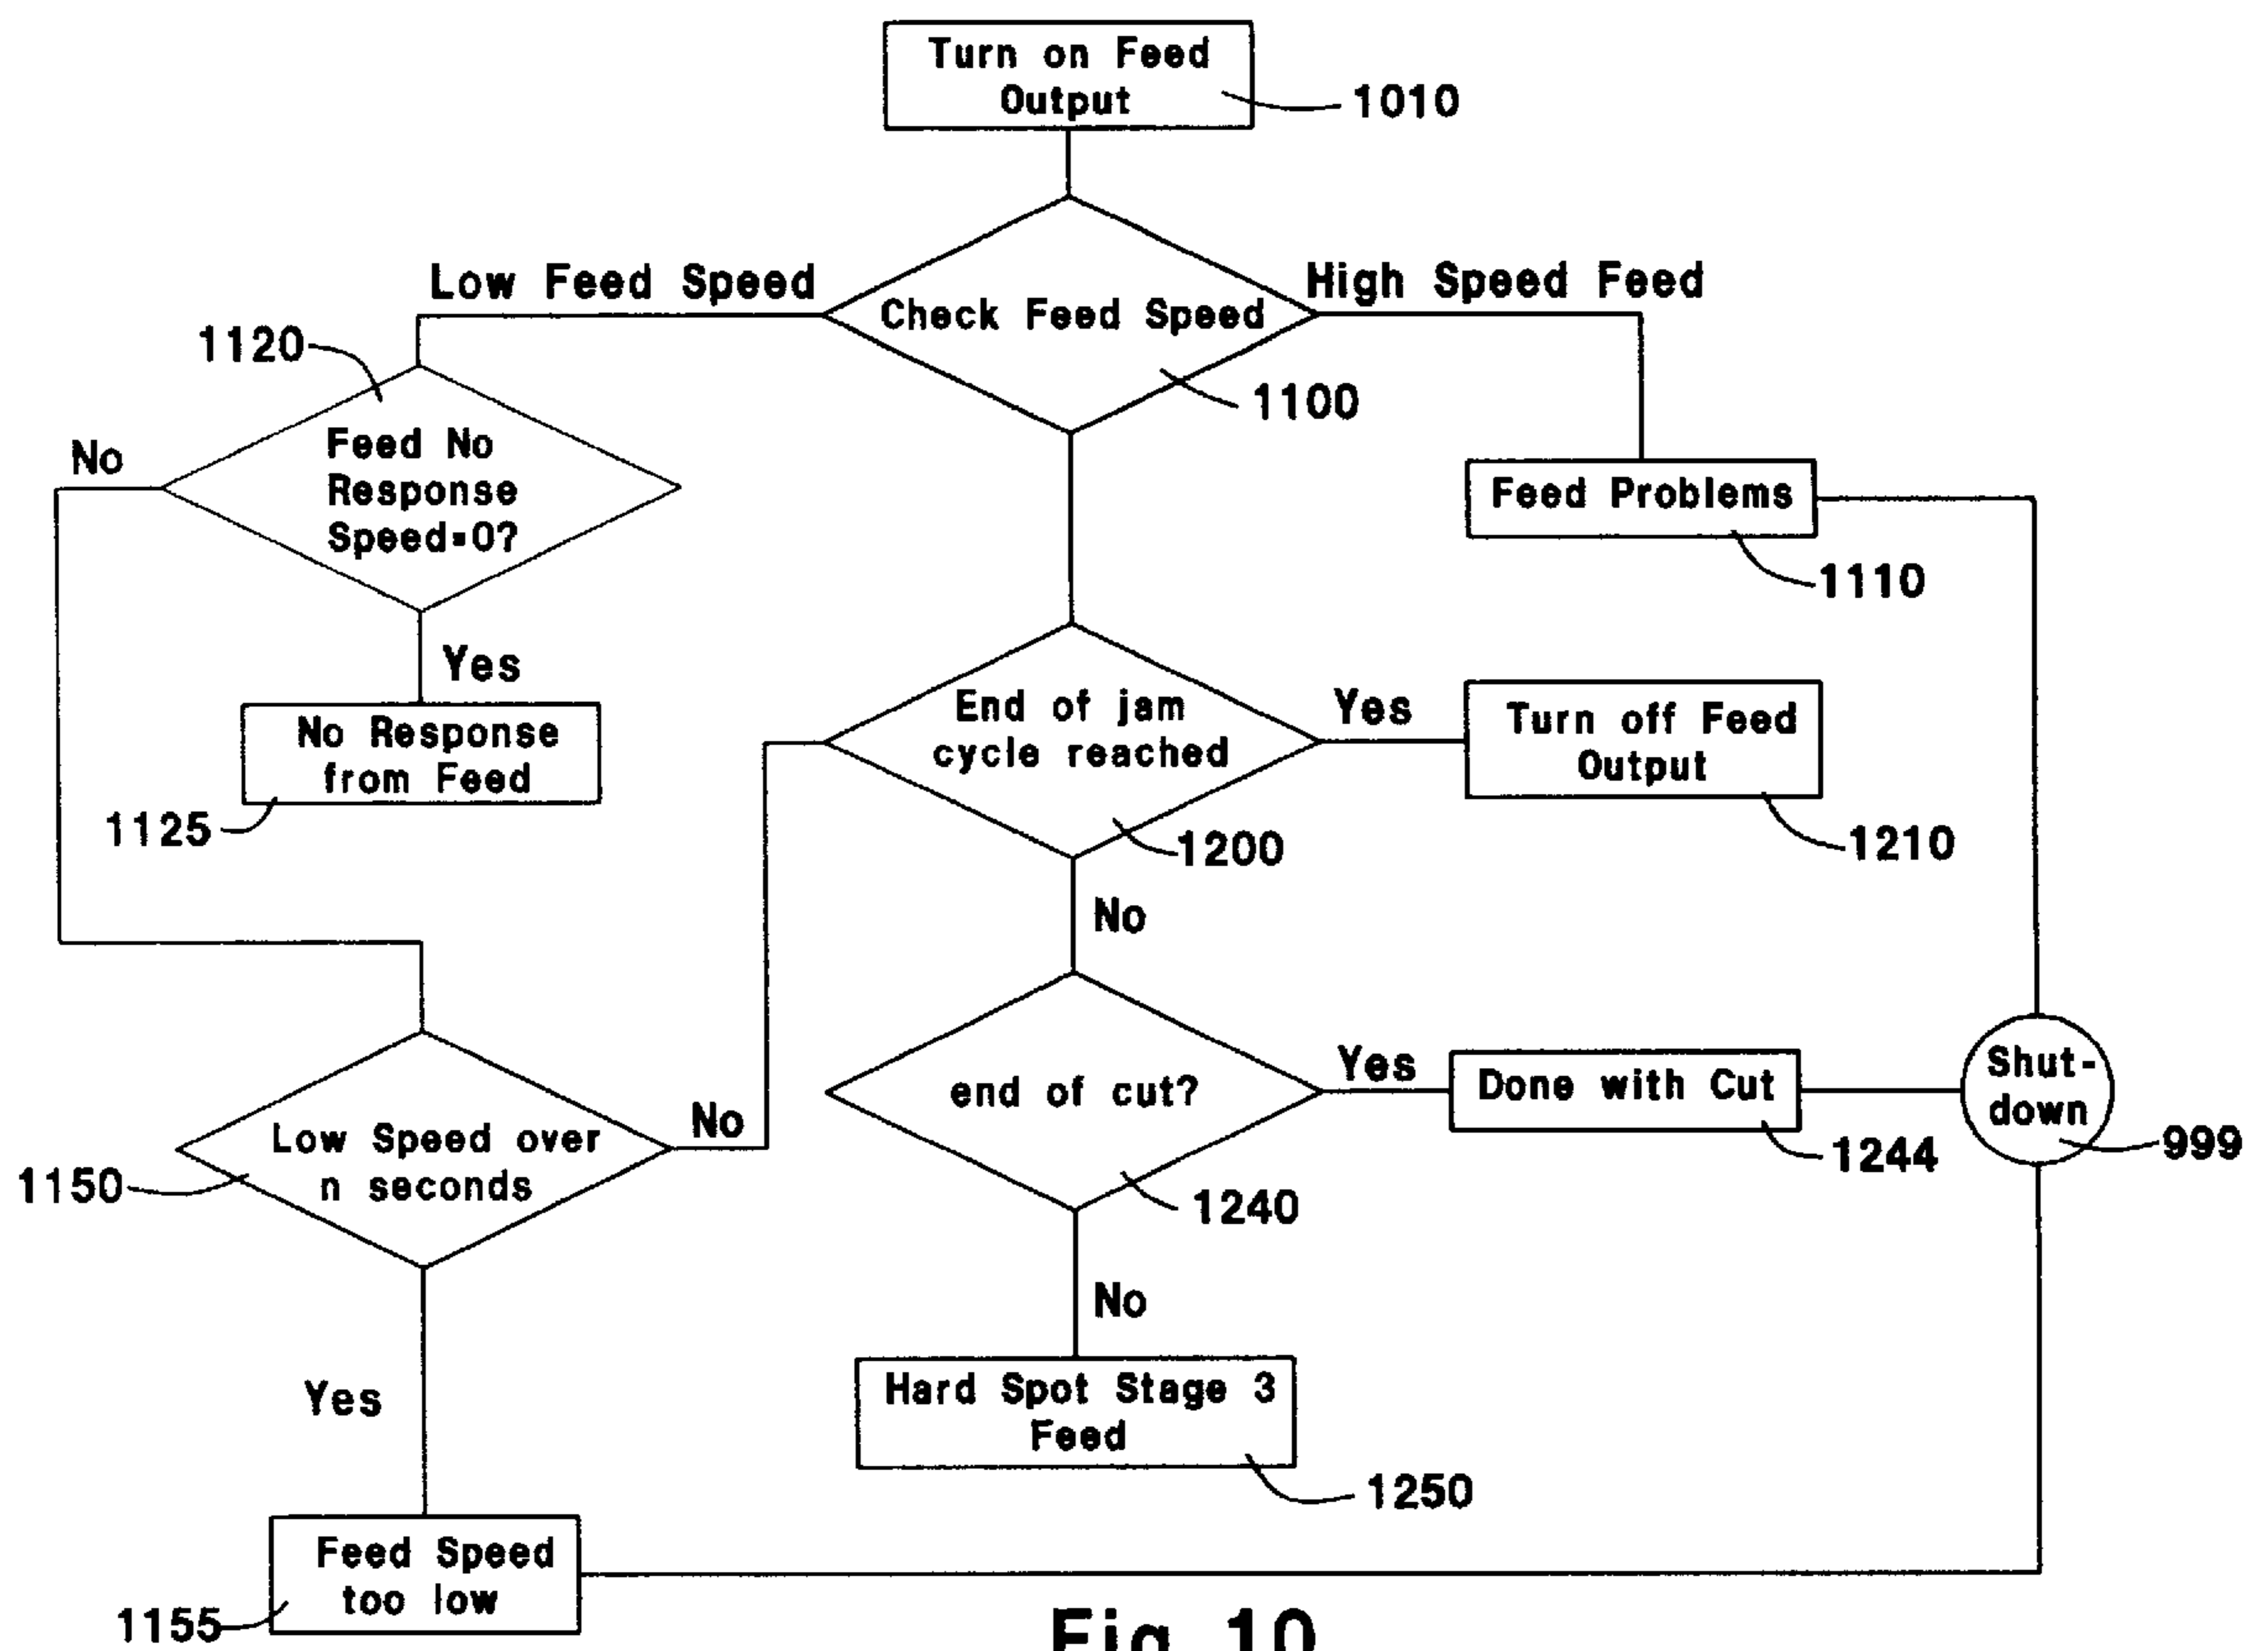 Turn on Feed
Output
1010
Low Feed Speed
High Speed Feed
Check Feed Speed
1120
1100
No
Feed No
Response
Speed=0?
Feed Problems
1110
Yes
No Response
from Feed
1125
End of jam
cycle reached
Yes
Turn off Feed
Output
1200
1210
No
end of cut?
Yes
Done with Cut
Shut-
down
999
1244
1240
Low Speed over
n seconds
No
1150
No
Hard Spot Stage 3
Feed
1250
Yes
Feed Speed
too low
1155
Fig. 10